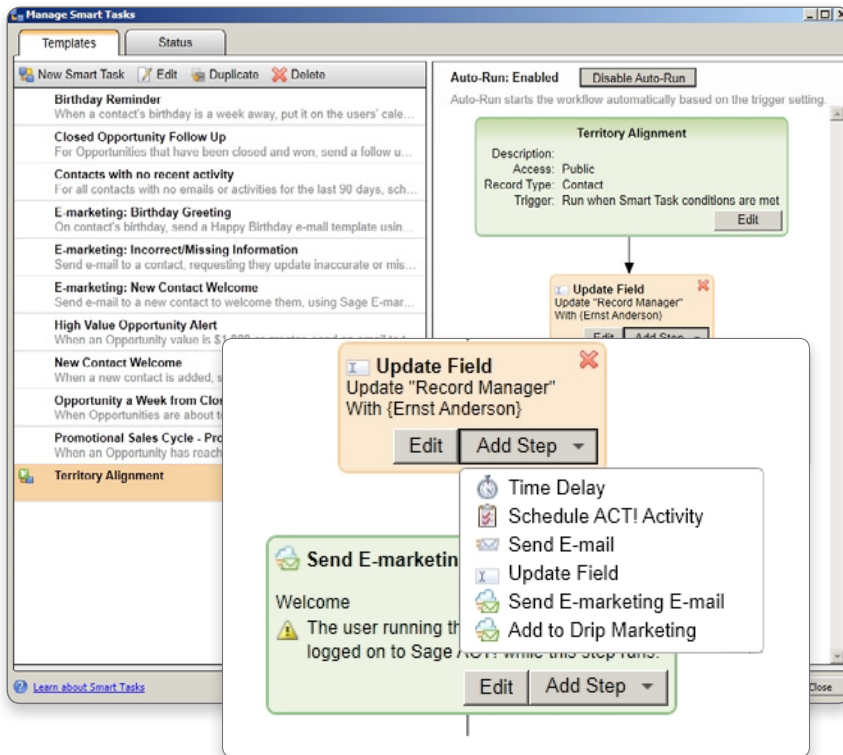 Manage Smart Tasks
Templates
Status
New Smart Task
Edit
Duplicate
Delete
Birthday Reminder
When a contact's birthday is a week away, put it on the users' cale...
Closed Opportunity Follow Up
For Opportunities that have been closed and won, send a follow u...
Contacts with no recent activity
For all contacts with no emails or activities for the last 90 days, sch...
E-marketing: Birthday Greeting
On contact's birthday, send a Happy Birthday e-mail template usin...
E-marketing: Incorrect/Missing Information
Send e-mail to a contact, requesting they update inaccurate or mis...
E-marketing: New Contact Welcome
Send e-mail to a new contact to welcome them, using Sage E-mar...
High Value Opportunity Alert
When an Opportunity value is
New Contact Welcome
When a new contact is added,
Opportunity a Week from
When Opportunities are about
Promotional Sales Cycle -
When an Opportunity has
Territory Alignment
Learn about Smart Tasks
Auto-Run: Enabled
Disable Auto-Run
Auto-Run starts the workflow automatically based on the trigger setting.
Territory Alignment
Description:
Access: Public
Record Type: Contact
Trigger: Run when Smart Task conditions are met
Edit
Update Field
Update "Record Manager"
With {Ernst Anderson}
Edit Add Step
Update Field
Update "Record Manager"
With {Ernst Anderson}
Edit Add Step
Time Delay
Schedule ACT! Activity
Send E-mail
Update Field
Send E-marketing E-mail
Add to Drip Marketing
Send
Welcome
The user running
logged on to Sage ACT! while this step runs.
Edit Add Step
Close